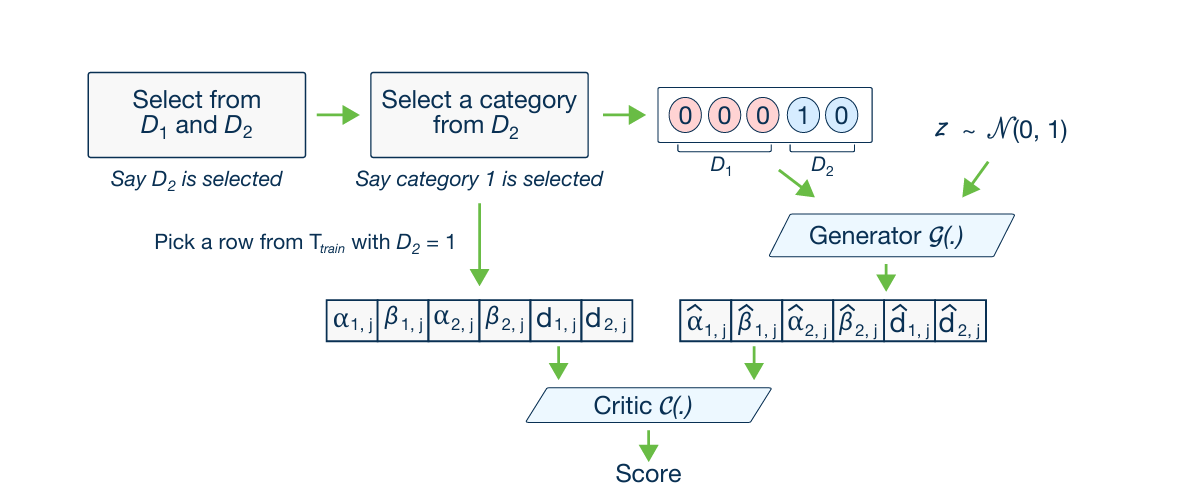 Select from
D₁ and D₂
Select a category
from D₂
0 0 0 1 0
D₁ D₂
z ~ 𝒩(0, 1)
Say D₂ is selected
Say category 1 is selected
Pick a row from T_train with D₂ = 1
Generator 𝒢(.)
α₁, ⱼ β₁, ⱼ α₂, ⱼ β₂, ⱼ d₁, ⱼ d₂, ⱼ
α̂₁, ⱼ β̂₁, ⱼ α̂₂, ⱼ β̂₂, ⱼ d̂₁, ⱼ d̂₂, ⱼ
Critic 𝒞(.)
Score